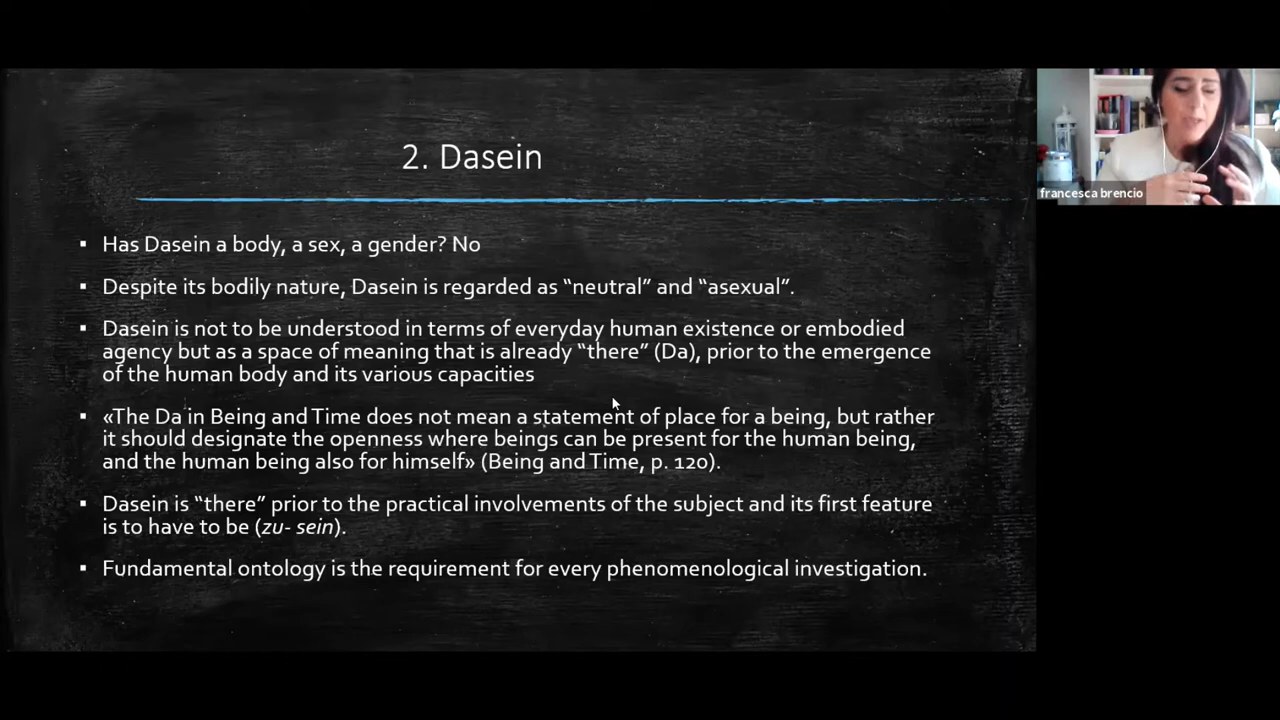 2. Dasein
francesca brencio
▪ Has Dasein a body, a sex, a gender? No
▪ Despite its bodily nature, Dasein is regarded as “neutral” and “asexual”.
▪ Dasein is not to be understood in terms of everyday human existence or embodied
agency but as a space of meaning that is already “there” (Da), prior to the emergence
of the human body and its various capacities
▪ «The Da in Being and Time does not mean a statement of place for a being, but rather
it should designate the openness where beings can be present for the human being,
and the human being also for himself» (Being and Time, p. 120).
▪ Dasein is “there” prior to the practical involvements of the subject and its first feature
is to have to be (zu- sein).
▪ Fundamental ontology is the requirement for every phenomenological investigation.